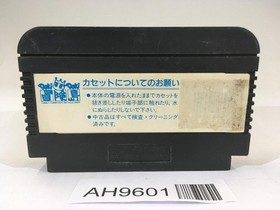 冒険島
カセットについてのお願い
●本体の電源を入れたままでカセットを
抜き差ししたり端子部に触れたり、水
にぬらしたりしないで下さい。
●中古品はすべて検査・クリーニング
済みです。
AH9601